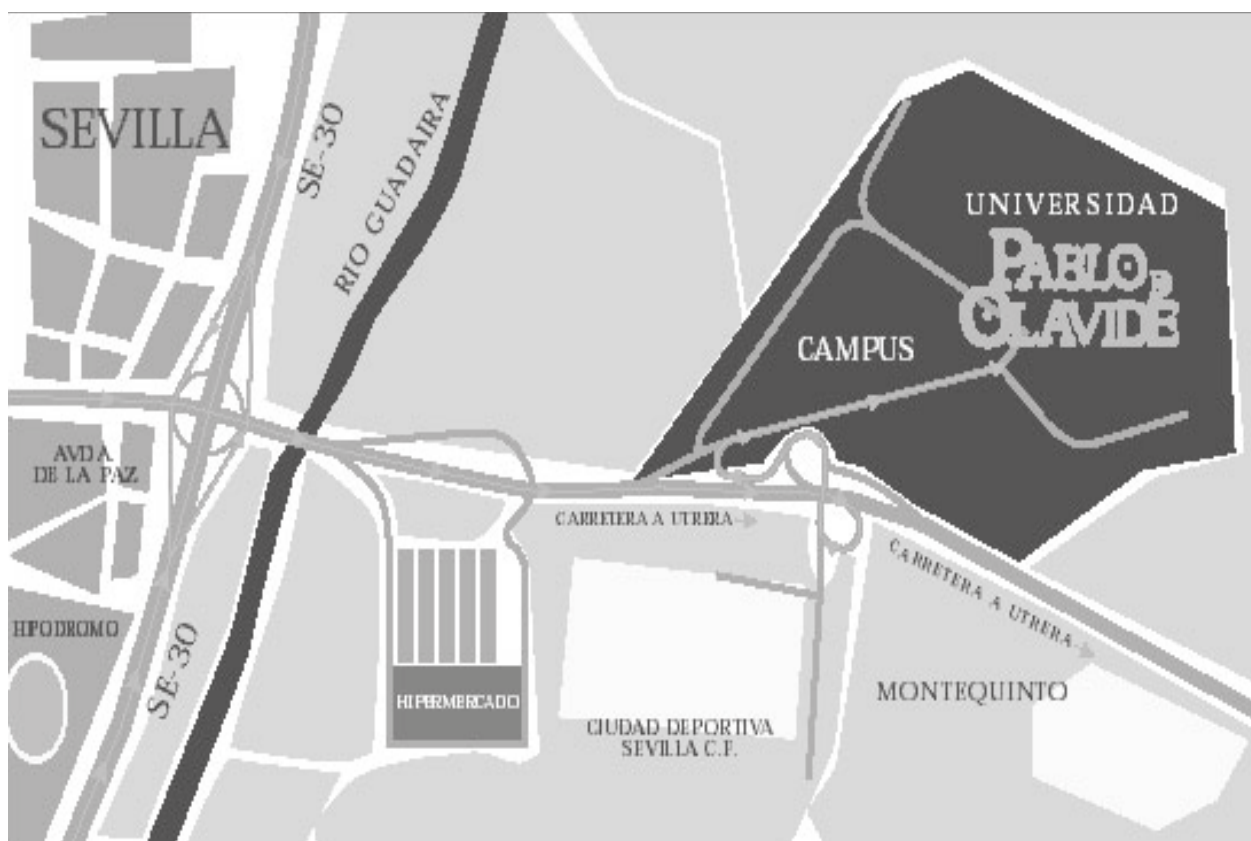 SEVILLA
SE-30
RIO GUADAIRA
UNIVERSIDAD
PABLO DE
OLAVIDE
CAMPUS
AVDA.
DE LA PAZ
CARRETERA A UTRERA
CARRETERA A UTRERA
HIPODROMO
SE-30
HIPERMERCADO
MONTEQUINTO
CIUDAD DEPORTIVA
SEVILLA C.F.